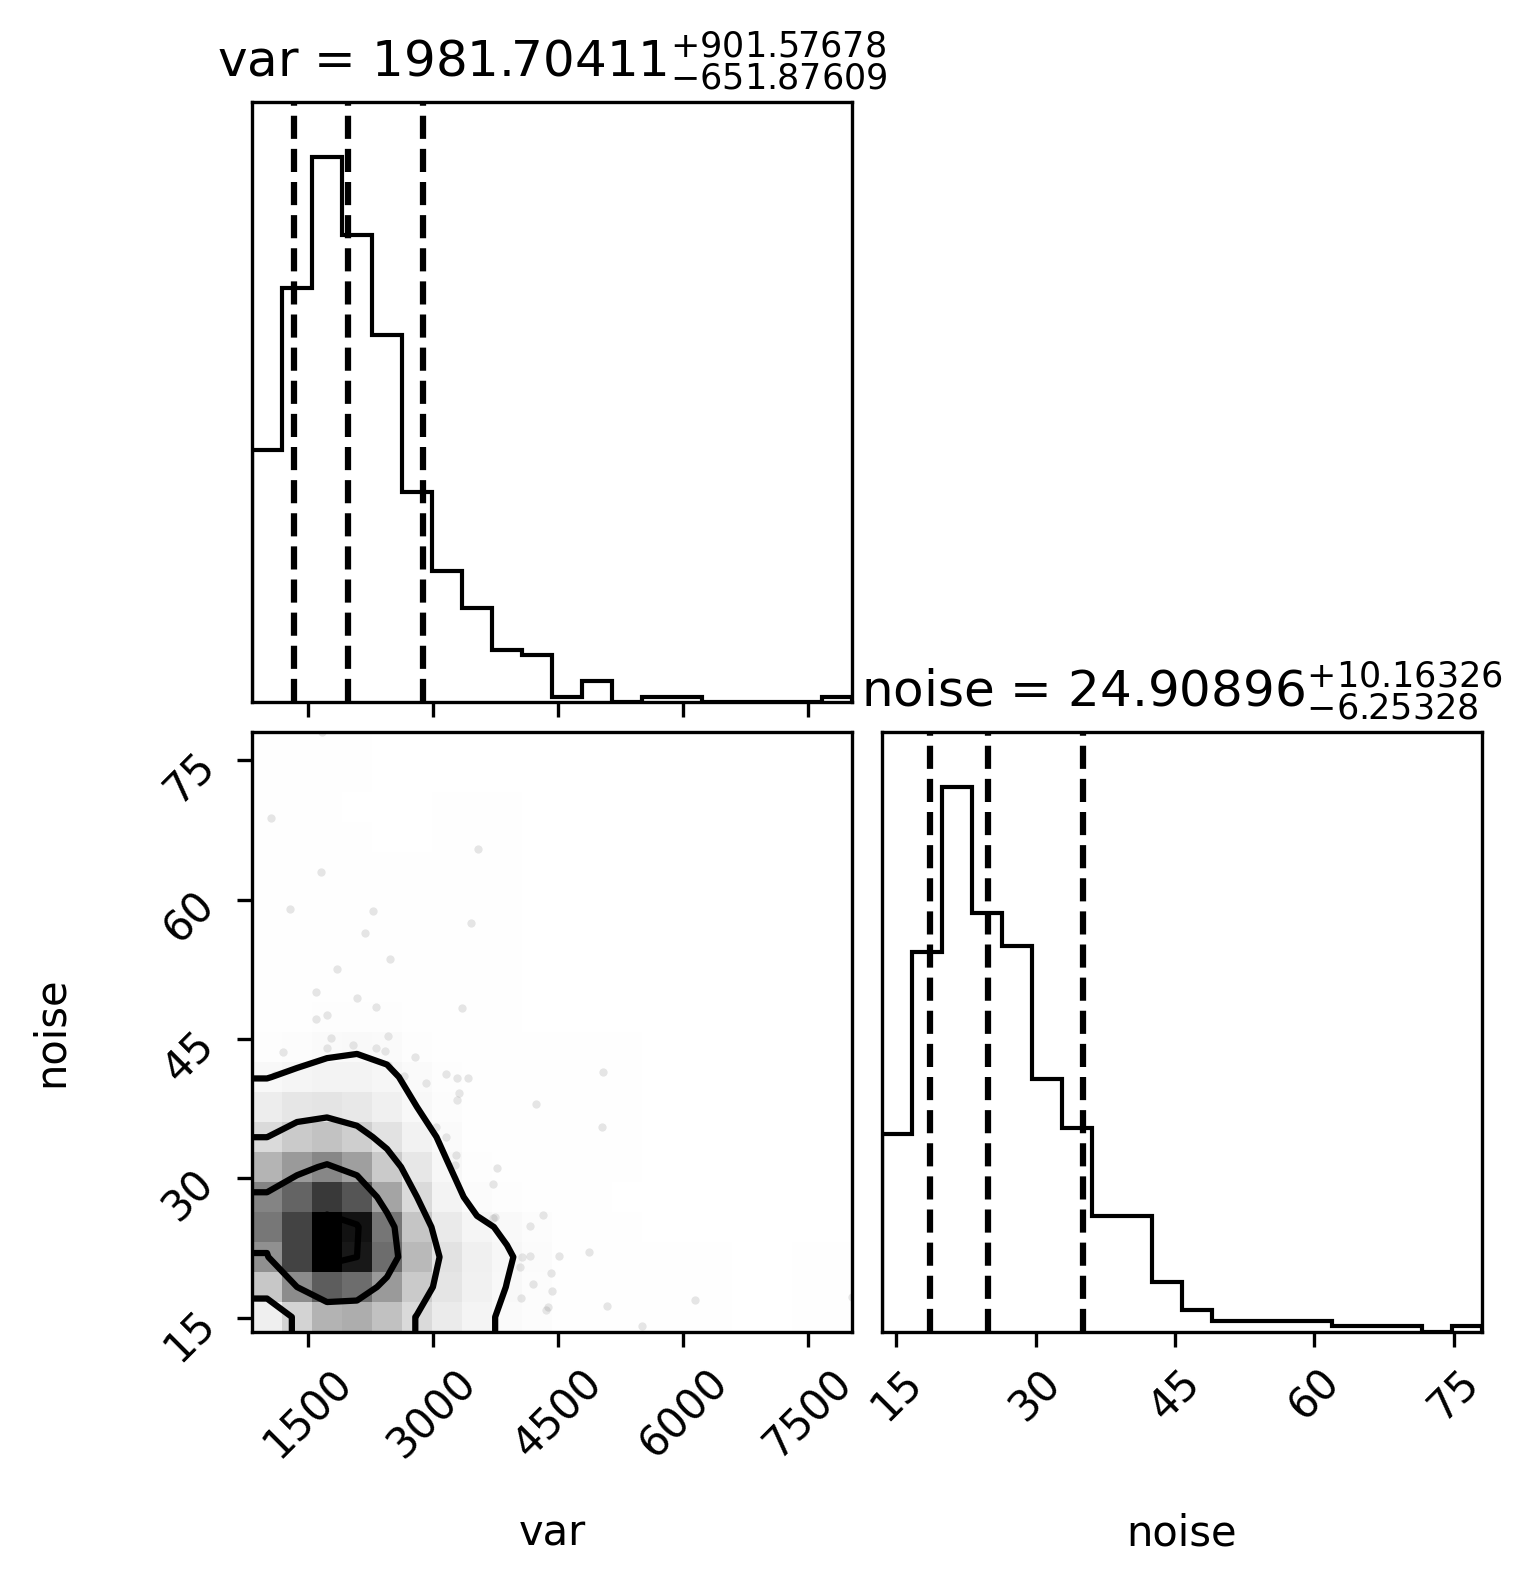 var = 1981.70411+901.57678−651.87609
noise = 24.90896+10.16326−6.25328
75
60
45
30
15
noise
1500 3000 4500 6000 7500
15 30 45 60 75
var
noise